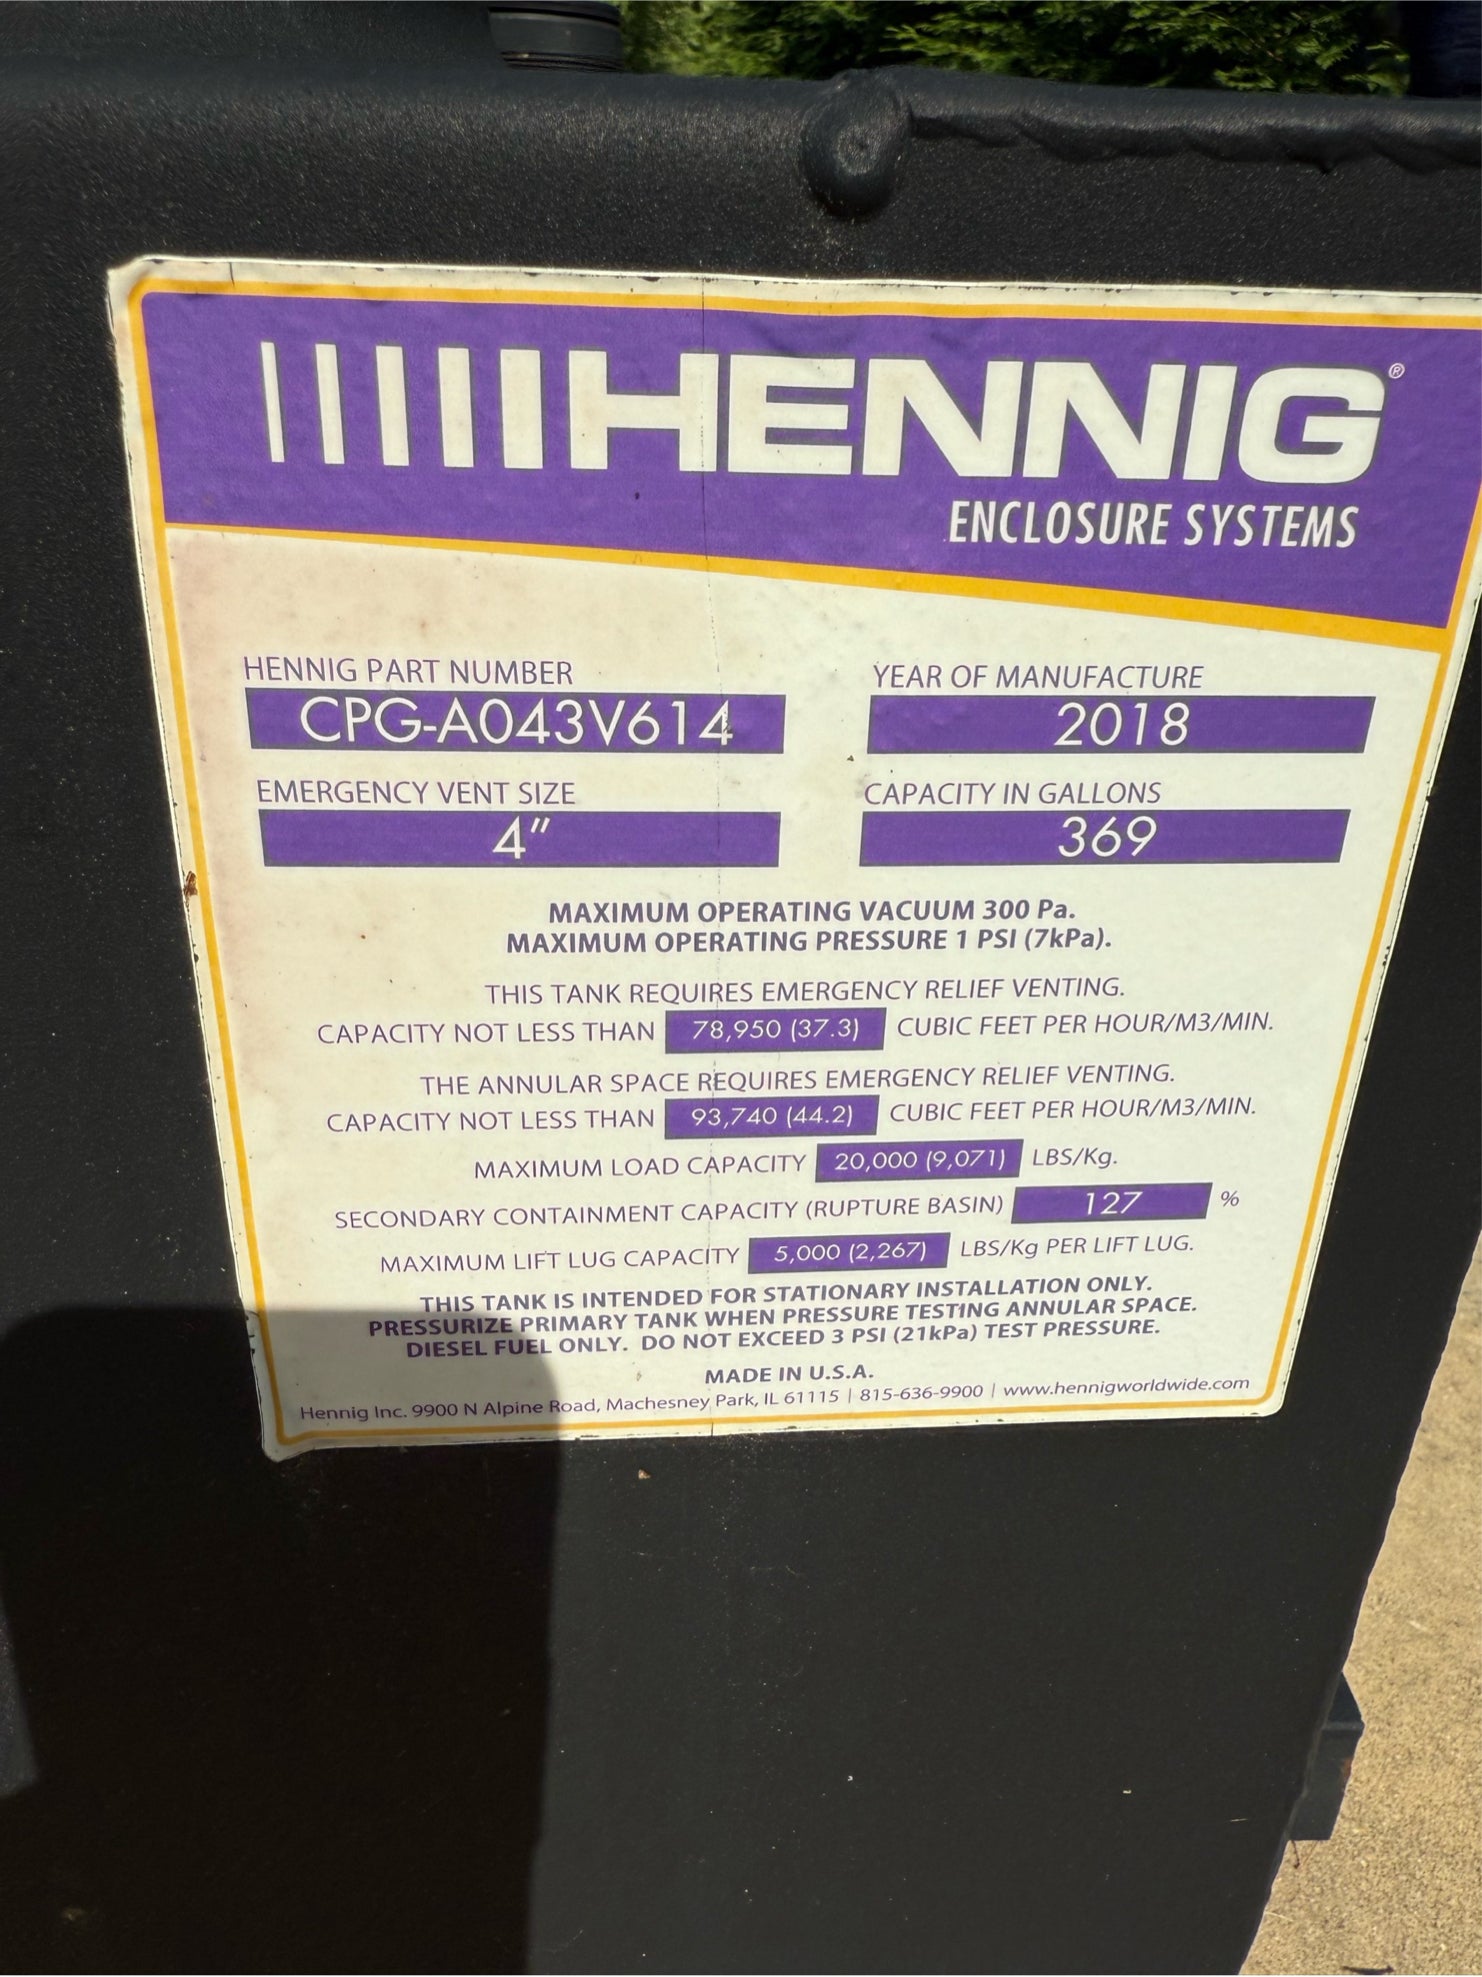 HENNIG®
ENCLOSURE SYSTEMS
HENNIG PART NUMBER
CPG-A043V614
YEAR OF MANUFACTURE
2018
EMERGENCY VENT SIZE
4"
CAPACITY IN GALLONS
369
MAXIMUM OPERATING VACUUM 300 Pa.
MAXIMUM OPERATING PRESSURE 1 PSI (7kPa).
THIS TANK REQUIRES EMERGENCY RELIEF VENTING.
CAPACITY NOT LESS THAN 78,950 (37.3) CUBIC FEET PER HOUR/M3/MIN.
THE ANNULAR SPACE REQUIRES EMERGENCY RELIEF VENTING.
CAPACITY NOT LESS THAN 93,740 (44.2) CUBIC FEET PER HOUR/M3/MIN.
MAXIMUM LOAD CAPACITY 20,000 (9,071) LBS/Kg.
SECONDARY CONTAINMENT CAPACITY (RUPTURE BASIN) 127 %
MAXIMUM LIFT LUG CAPACITY 5,000 (2,267) LBS/Kg PER LIFT LUG.
THIS TANK IS INTENDED FOR STATIONARY INSTALLATION ONLY.
PRESSURIZE PRIMARY TANK WHEN PRESSURE TESTING ANNULAR SPACE.
DIESEL FUEL ONLY. DO NOT EXCEED 3 PSI (21kPa) TEST PRESSURE.
MADE IN U.S.A.
Hennig Inc. 9900 N Alpine Road, Machesney Park, IL 61115 | 815-636-9900 | www.hennigworldwide.com